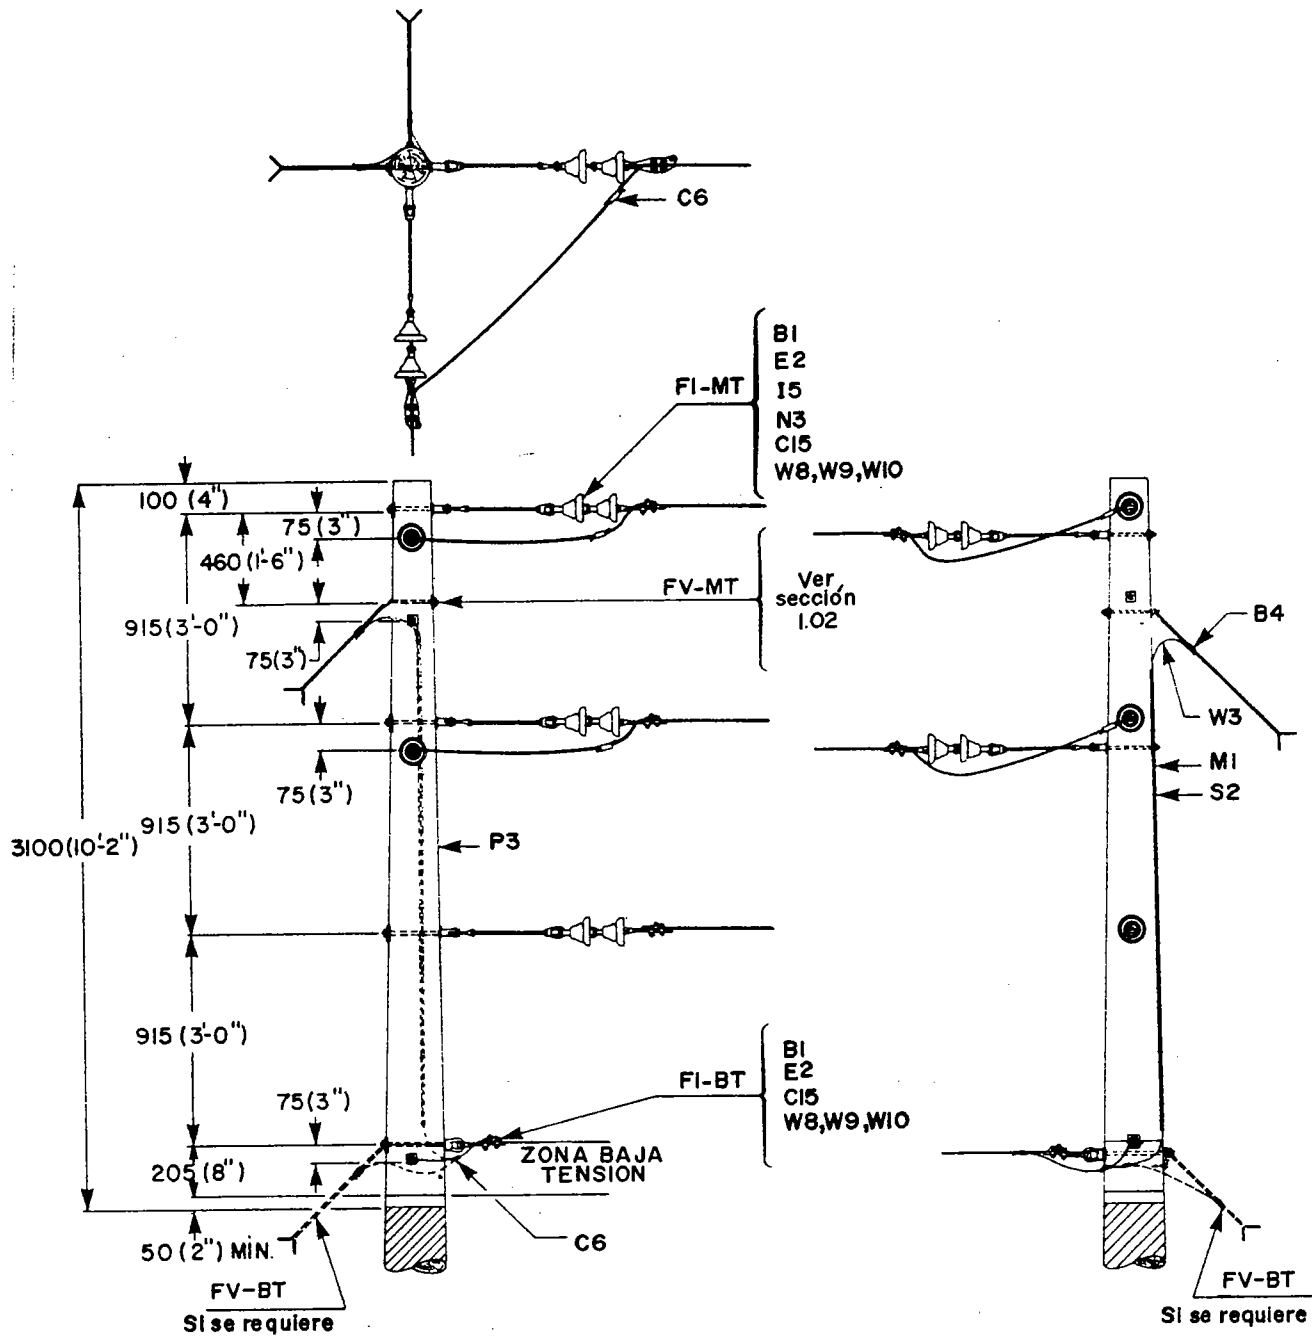 C6
FI-MT
B1
E2
I5
N3
C15
W8,W9,W10
100 (4")
75 (3")
460 (1'-6")
FV-MT
Ver
sección
1.02
B4
915 (3'-0")
75 (3")
W3
M1
S2
75 (3")
915 (3'-0")
3100 (10'-2")
P3
915 (3'-0")
75 (3")
FI-BT
B1
E2
C15
W8,W9,W10
ZONA BAJA
TENSION
205 (8")
50 (2") MIN.
C6
FV-BT
Si se requiere
FV-BT
Si se requiere